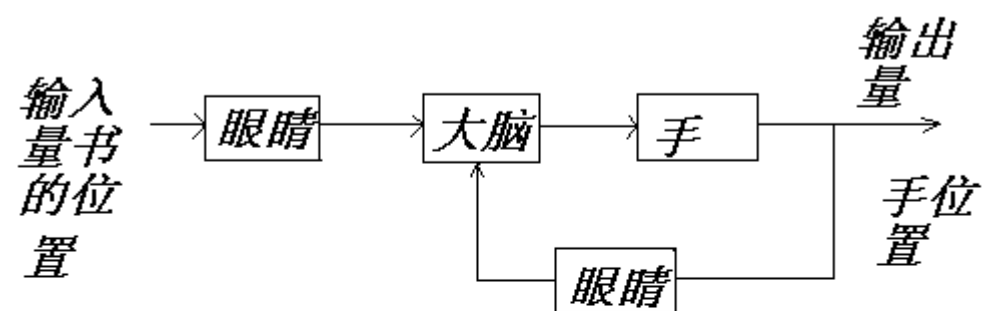 输入
量书
的位
置
眼睛
大脑
手
输出
量
手位
置
眼睛